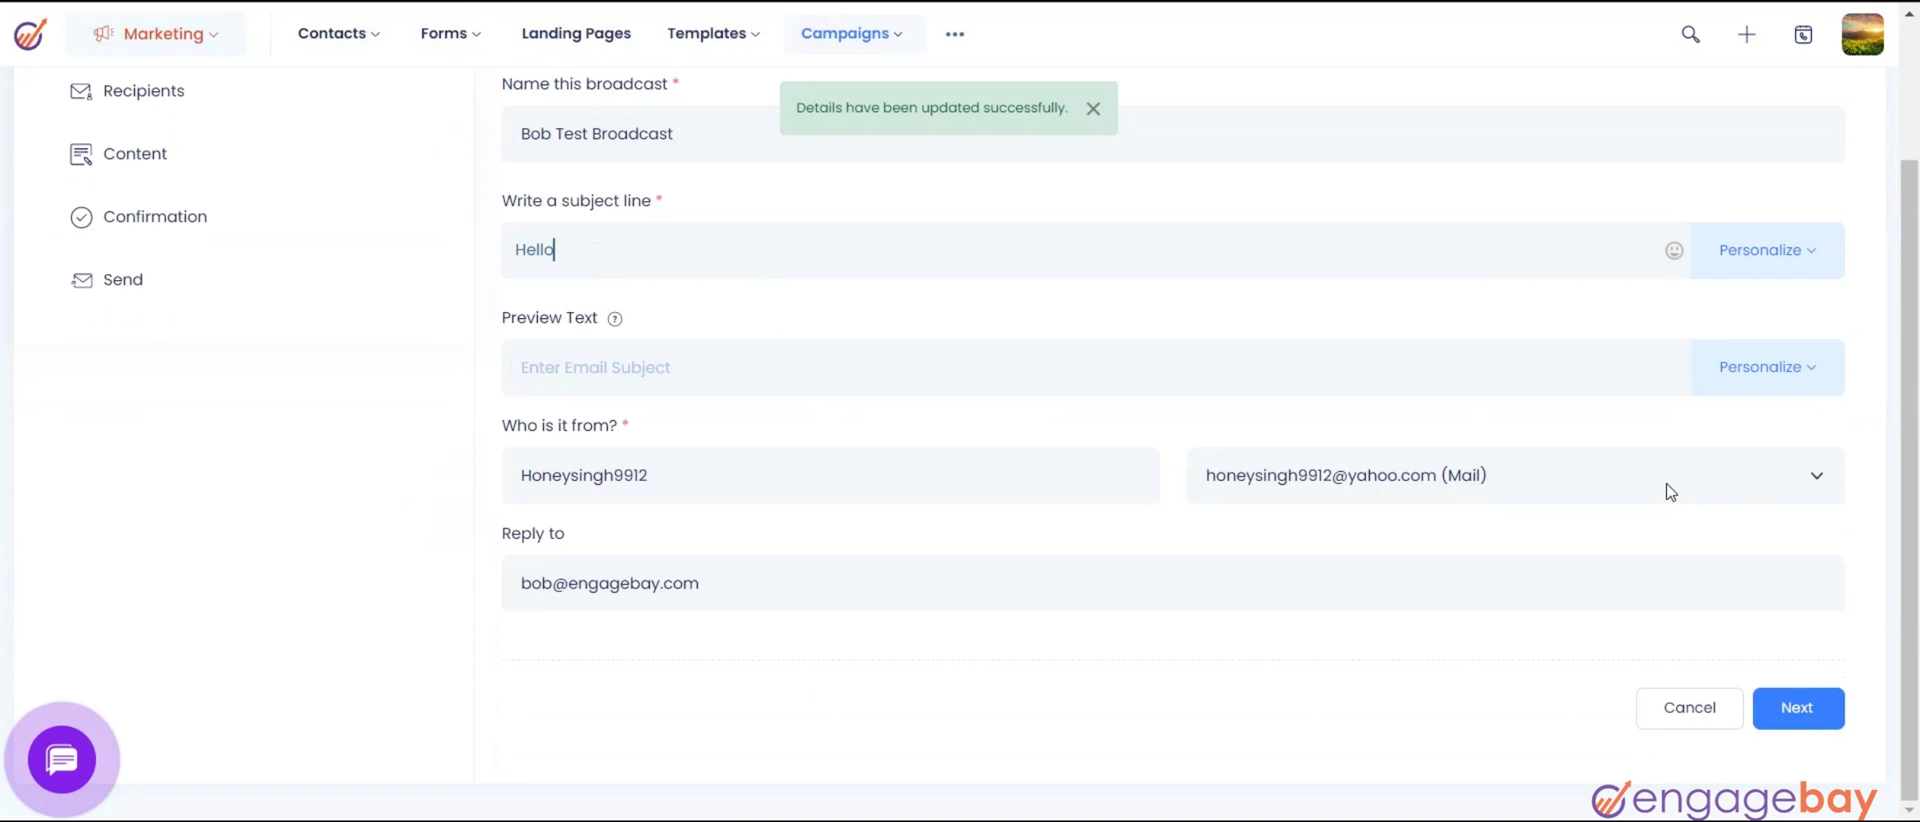 Marketing
Contacts
Forms
Landing Pages
Templates
Campaigns
Recipients
Content
Confirmation
Send
Name this broadcast *
Details have been updated successfully.
Bob Test Broadcast
Write a subject line *
Hello
Personalize
Preview Text ?
Enter Email Subject
Personalize
Who is it from? *
Honeysingh9912
honeysingh9912@yahoo.com (Mail)
Reply to
bob@engagebay.com
Cancel
Next
engagebay